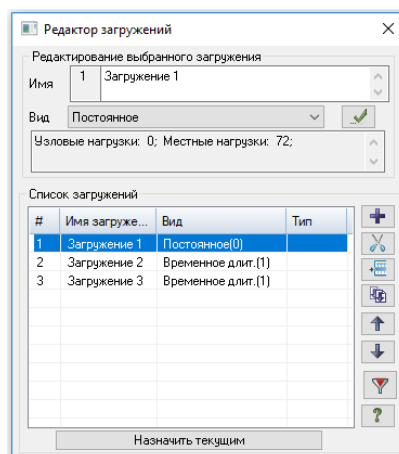 Редактор загружений
Редактирование выбранного загружения
Имя 1 Загружение 1
Вид Постоянное
Узловые нагрузки: 0; Местные нагрузки: 72;
Список загружений
# Имя загруже... Вид Тип
1 Загружение 1 Постоянное(0)
2 Загружение 2 Временное длит.(1)
3 Загружение 3 Временное длит.(1)
?
Назначить текущим